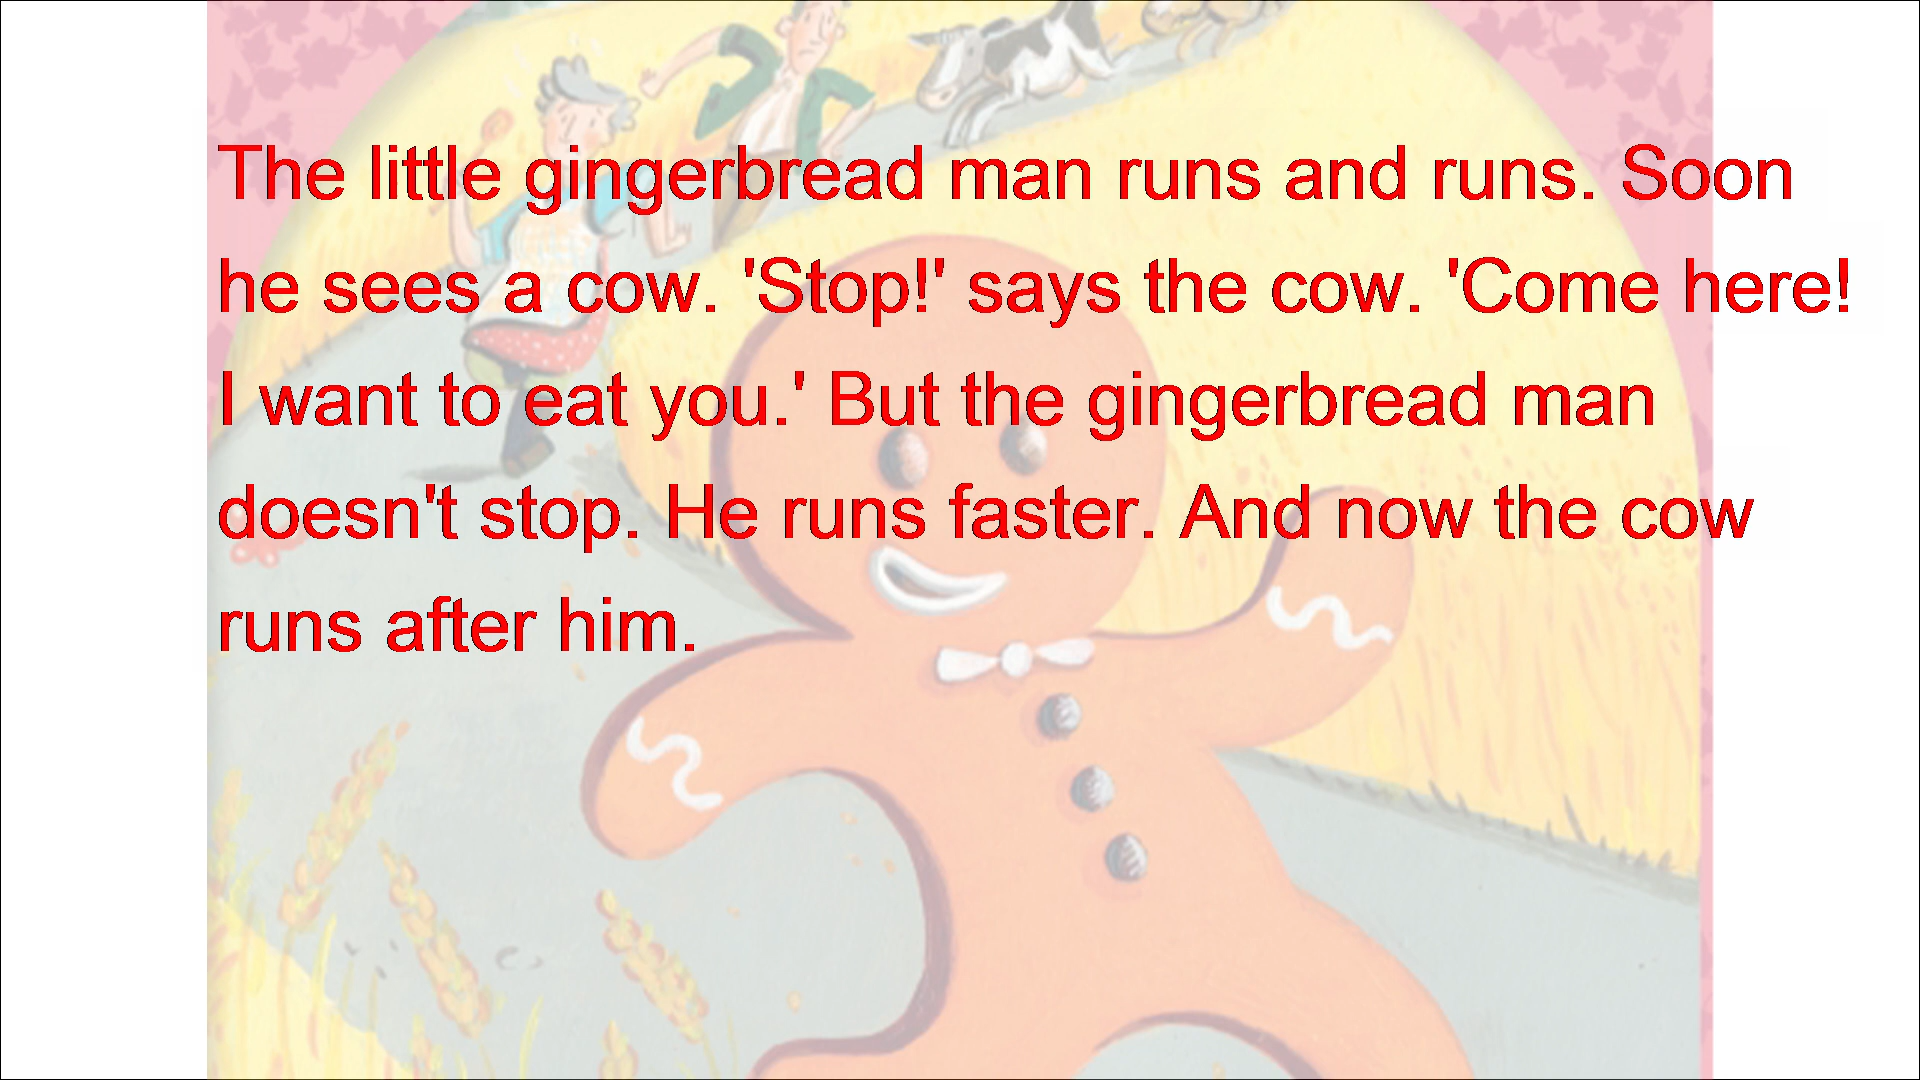 The little gingerbread man runs and runs. Soon
he sees a cow. 'Stop!' says the cow. 'Come here!
I want to eat you.' But the gingerbread man
doesn't stop. He runs faster. And now the cow
runs after him.